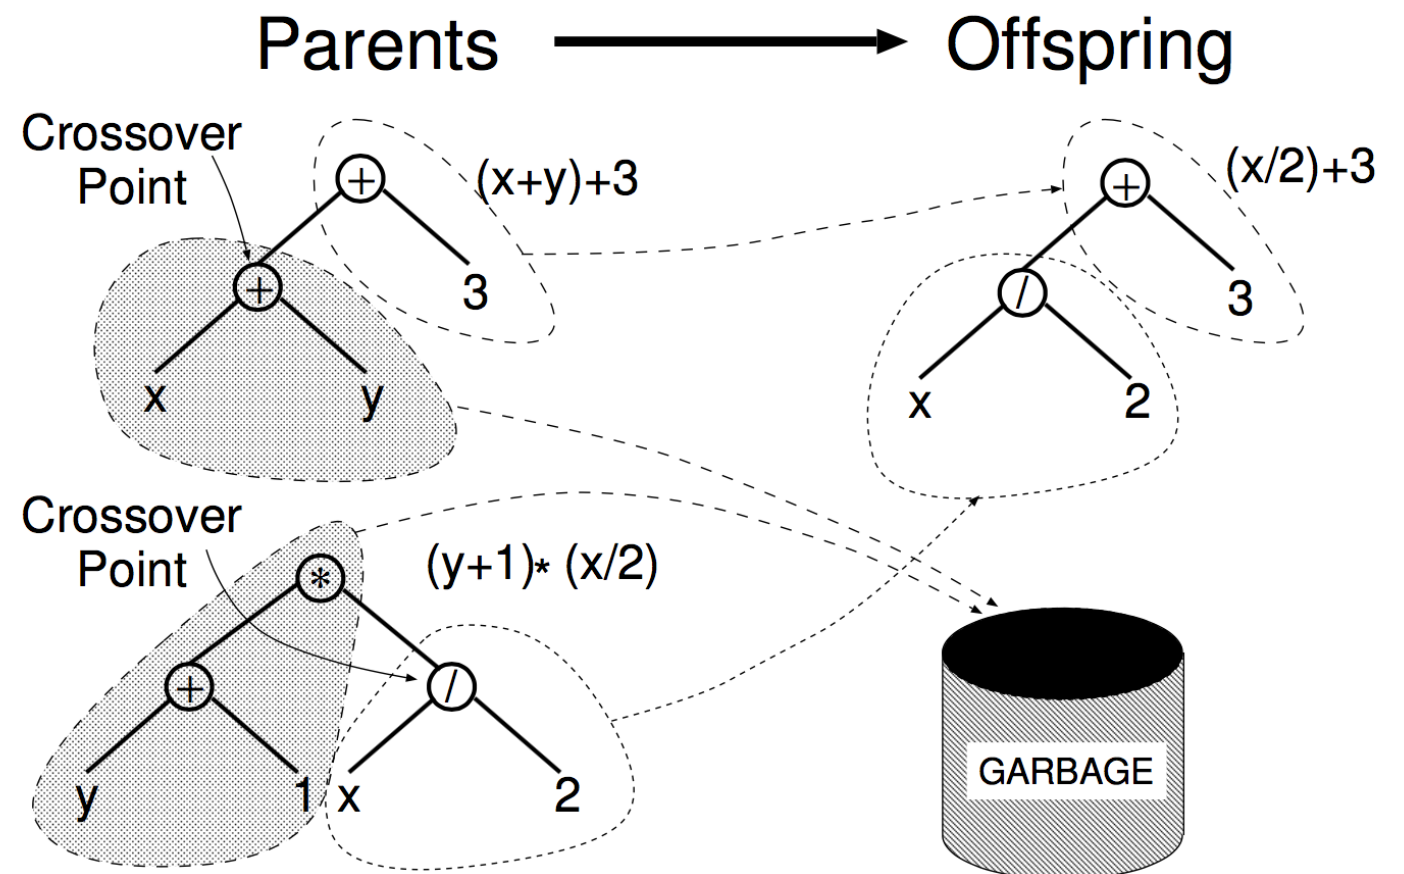 Parents
Offspring
Crossover
Point
+
(x+y)+3
3
+
x
y
+
(x/2)+3
3
/
x
2
Crossover
Point
*
(y+1)* (x/2)
+
/
y
1
x
2
GARBAGE